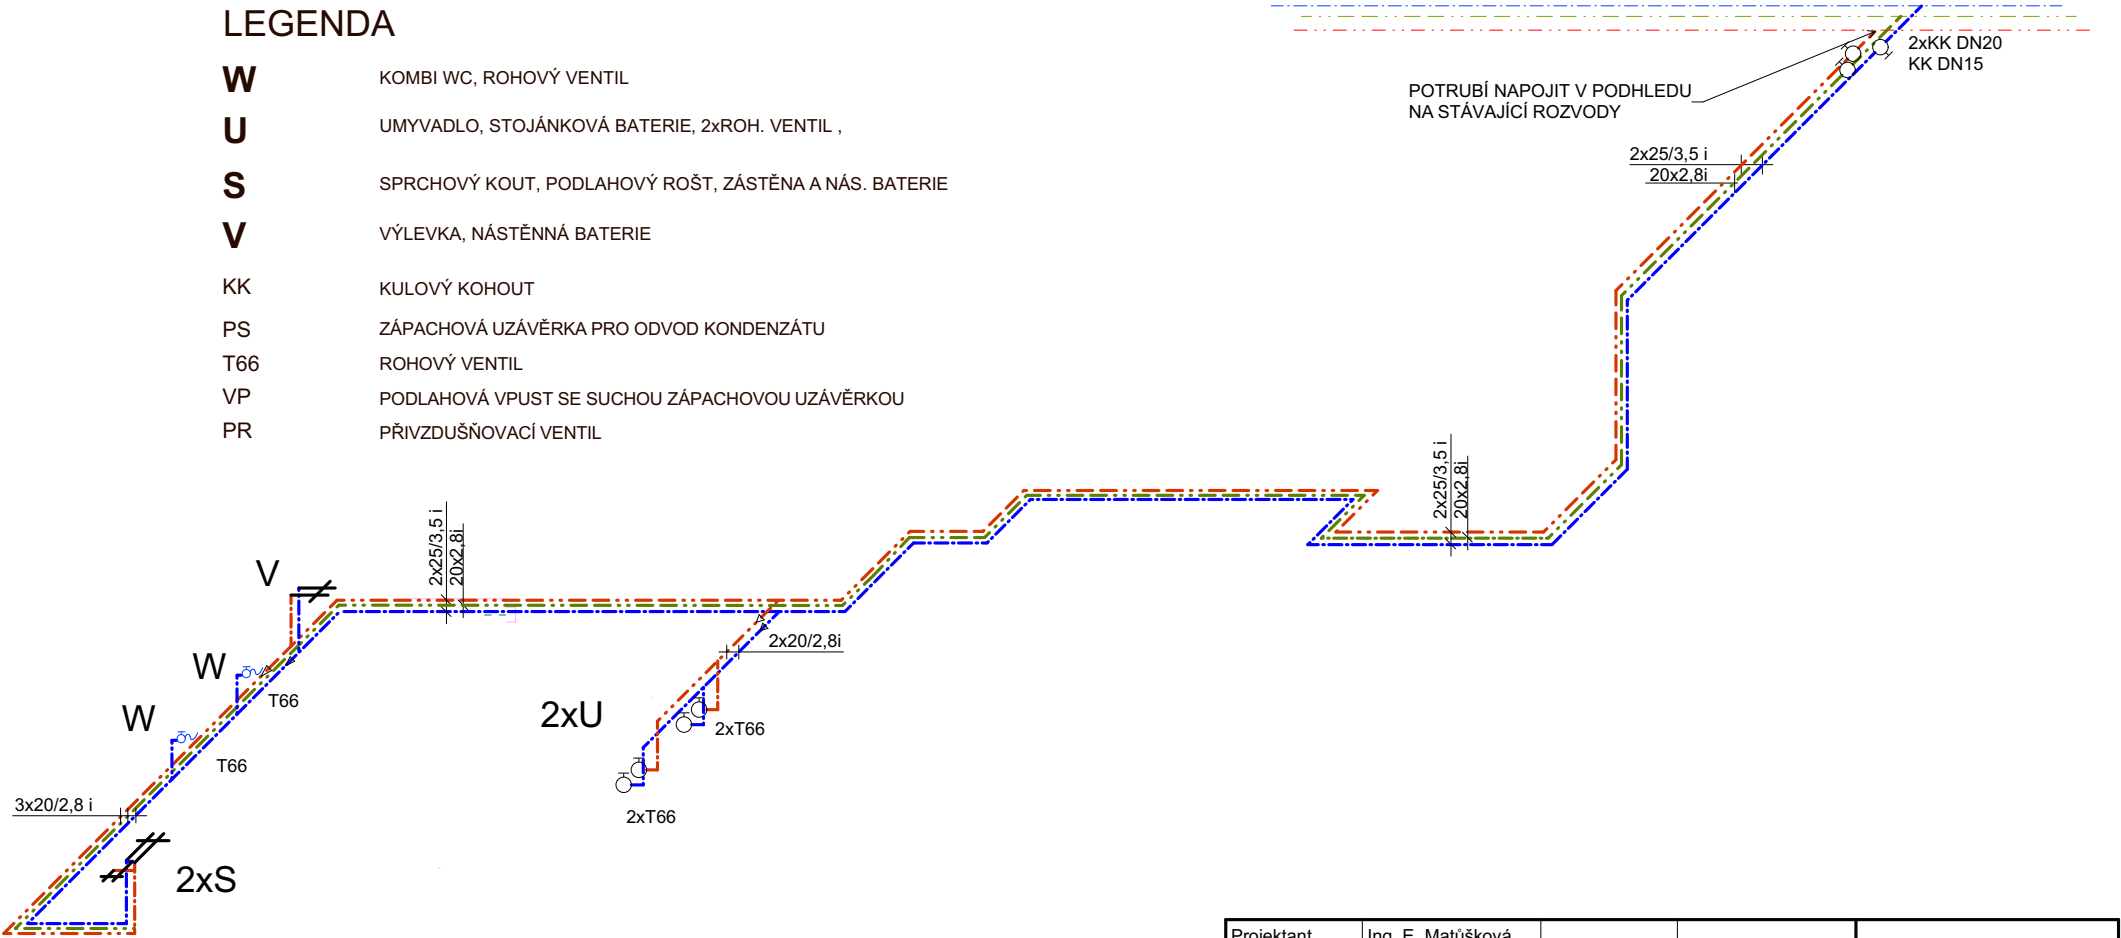 LEGENDA
W KOMBI WC, ROHOVÝ VENTIL
U UMYVADLO, STOJÁNKOVÁ BATERIE, 2xROH. VENTIL ,
S SPRCHOVÝ KOUT, PODLAHOVÝ ROŠT, ZÁSTĚNA A NÁS. BATERIE
V VÝLEVKA, NÁSTĚNNÁ BATERIE
KK KULOVÝ KOHOUT
PS ZÁPACHOVÁ UZÁVĚRKA PRO ODVOD KONDENZÁTU
T66 ROHOVÝ VENTIL
VP PODLAHOVÁ VPUST SE SUCHOU ZÁPACHOVOU UZÁVĚRKOU
PR PŘIVZDUŠŇOVACÍ VENTIL
2xKK DN20
KK DN15
POTRUBÍ NAPOJIT V PODHLEDU
NA STÁVAJÍCÍ ROZVODY
2x25/3,5 i
20x2,8i
2x25/3,5 i
20x2,8i
2x25/3,5 i
20x2,8i
V
W
T66
W
T66
2x20/2,8i
2xU
2xT66
2xT66
3x20/2,8 i
2xS
Projektant Ing. E. Matůšková